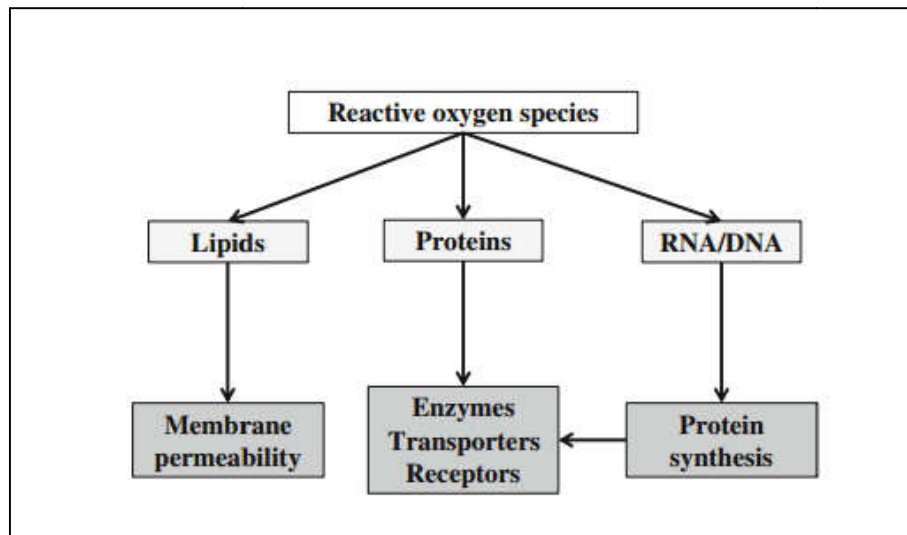 Reactive oxygen species
Lipids
Proteins
RNA/DNA
Membrane
permeability
Enzymes
Transporters
Receptors
Protein
synthesis